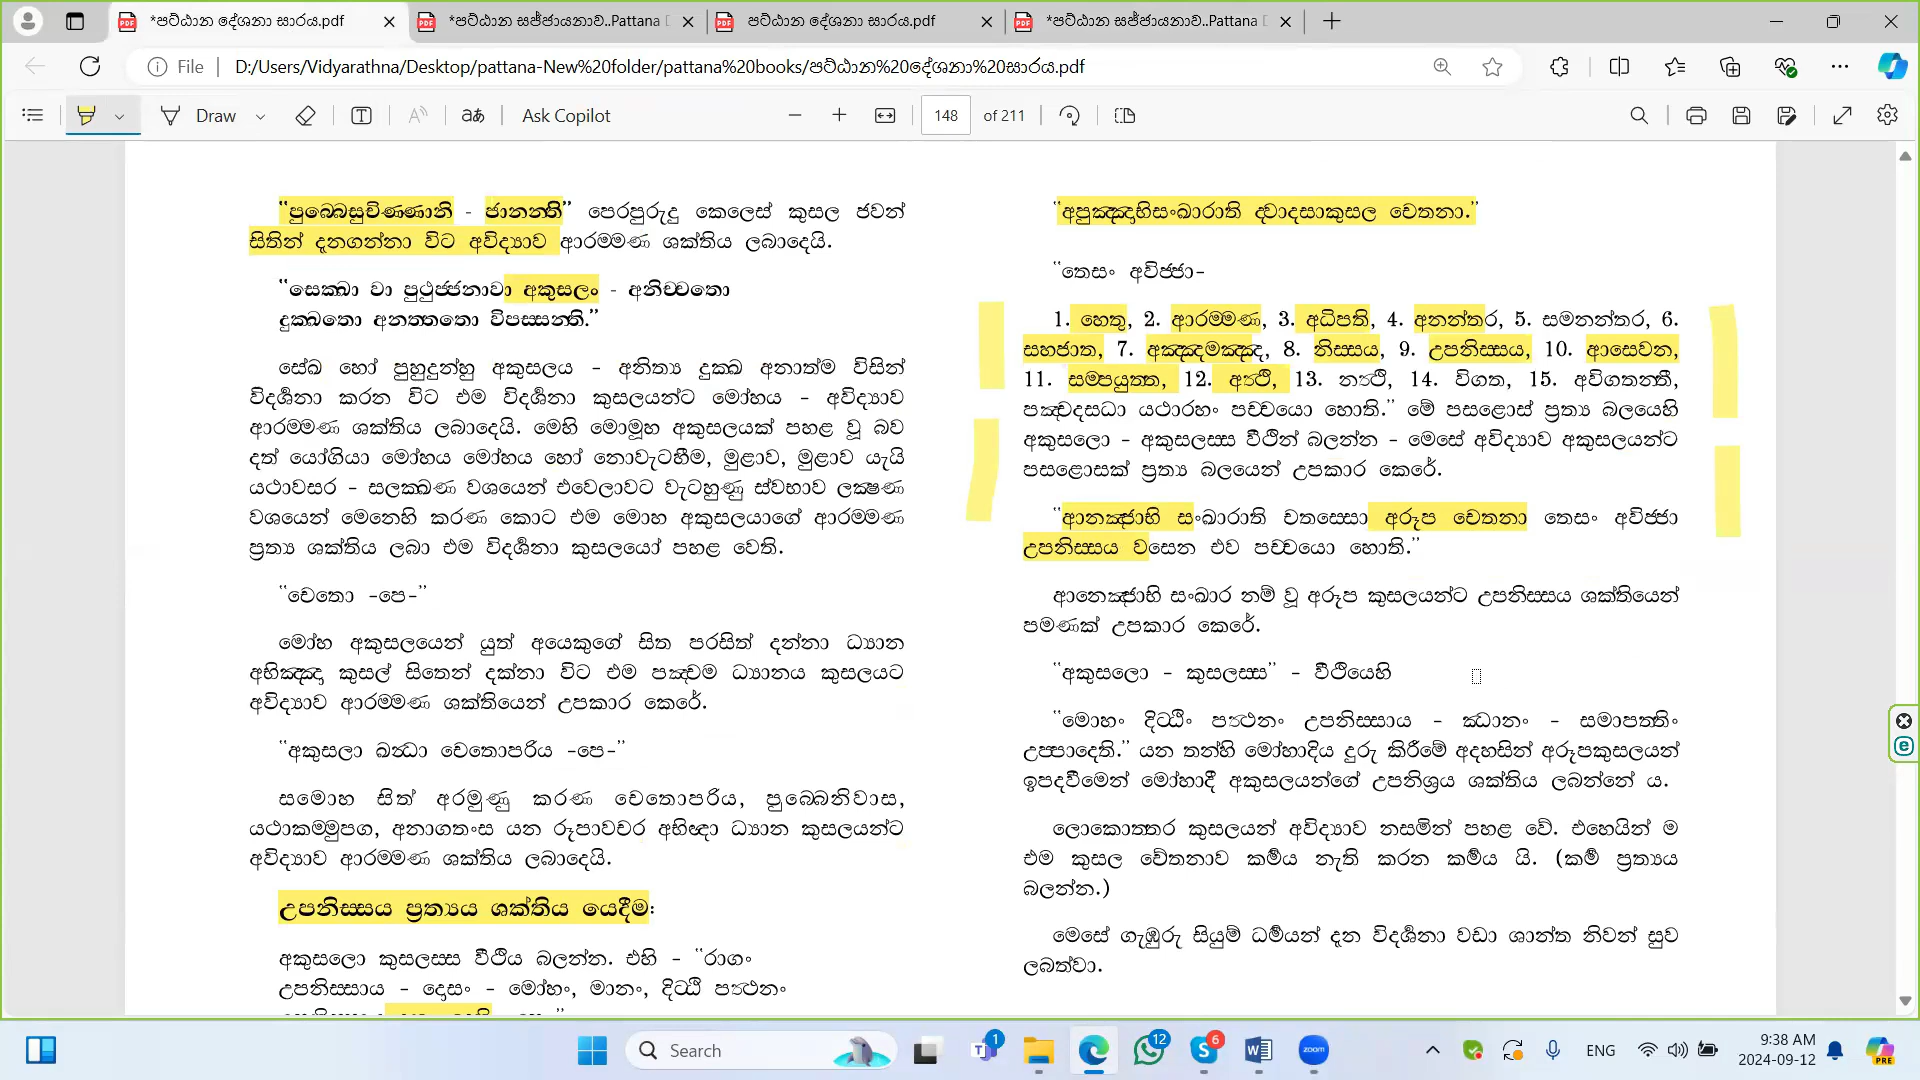 *පට්ඨාන දේශනා සාරය.pdf
*පට්ඨාන සජ්ඣායනාව..Pattana
පට්ඨාන දේශනා සාරය.pdf
*පට්ඨාන සජ්ඣායනාව..Pattana
File
D:/Users/Vidyarathna/Desktop/pattana-New%20folder/pattana%20books/පට්ඨාන%20දේශනා%20සාරය.pdf
Draw
Ask Copilot
148 of 211
“පුබ්බෙසුචිණ්ණානි - ජානන්ති” පෙරපුරුදු කෙලෙස් කුසල ජවන්
සිතින් දැනගන්නා විට අවිද්‍යාව ආරම්මණ ශක්තිය ලබාදෙයි.
“සෙක්ඛා වා පුථුජ්ජනාවා අකුසලං - අනිච්චතො
දුක්ඛතො අනත්තතො විපස්සන්ති.”
සේඛ හෝ පුහුදුන්හු අකුසලය - අනිත්‍ය දුක්ඛ අනාත්ම විසින්
විදර්ශනා කරන විට එම විදර්ශනා කුසලයන්ට මෝහය - අවිද්‍යාව
ආරම්මණ ශක්තිය ලබාදෙයි. මෙහි මොමූහ අකුසලයක් පහළ වූ බව
දත් යෝගියා මෝහය මෝහය හෝ නොවැටහීම, මුළාව, මුළාව යැයි
යථාවසර - සලක්ඛණ වශයෙන් එවෙලාවට වැටහුණු ස්වභාව ලක්‍ෂණ
වශයෙන් මෙනෙහි කරණ කොට එම මොහ අකුසලයාගේ ආරම්මණ
ප්‍රත්‍ය ශක්තිය ලබා එම විදර්ශනා කුසලයෝ පහළ වෙති.
“චෙතො -පෙ-”
මෝහ අකුසලයෙන් යුත් අයෙකුගේ සිත පරසිත් දන්නා ධ්‍යාන
අභිඤ්ඤා කුසල් සිතෙන් දක්නා විට එම පඤ්චම ධ්‍යානය කුසලයට
අවිද්‍යාව ආරම්මණ ශක්තියෙන් උපකාර කෙරේ.
“අකුසලා ඛන්ධා චෙතොපරිය -පෙ-”
සමොහ සිත් අරමුණු කරණ චෙතොපරිය, පුබ්බෙනිවාස,
යථාකම්මුපග, අනාගතංස යන රූපාවචර අභිඥා ධ්‍යාන කුසලයන්ට
අවිද්‍යාව ආරම්මණ ශක්තිය ලබාදෙයි.
උපනිස්සය ප්‍රත්‍යය ශක්තිය යෙදීම:
අකුසලො කුසලස්ස වීථිය බලන්න. එහි - “රාගං
උපනිස්සාය - දොසං - මෝහං, මානං, දිට්ඨි පත්ථනං
“අපුඤ්ඤාභිසංඛාරාති ද්වාදසාකුසල චෙතනා.”
“තෙසං අවිජ්ජා-
1. හෙතු, 2. ආරම්මණ, 3. අධිපති, 4. අනන්තර, 5. සමනන්තර, 6.
සහජාත, 7. අඤ්ඤමඤ්ඤ, 8. නිස්සය, 9. උපනිස්සය, 10. ආසෙවන,
11. සම්පයුත්ත, 12. අත්ථි, 13. නත්ථි, 14. විගත, 15. අවිගතන්ති,
පඤ්චදසධා යථාරහං පච්චයො හොති.” මේ පසළොස් ප්‍රත්‍ය බලයෙහි
අකුසලො - අකුසලස්ස වීථින් බලන්න - මෙසේ අවිද්‍යාව අකුසලයන්ට
පසළොසක් ප්‍රත්‍ය බලයෙන් උපකාර කෙරේ.
“ආනඤ්ජාභි සංඛාරාති චතස්සො අරූප චේතනා තෙසං අවිජ්ජා
උපනිස්සය වසෙන එව පච්චයො හොති.”
ආනෙඤ්ජාභි සංඛාර නම් වූ අරූප කුසලයන්ට උපනිස්සය ශක්තියෙන්
පමණක් උපකාර කෙරේ.
“අකුසලො - කුසලස්ස” - වීථියෙහි
“මොහං දිට්ඨිං පත්ථනං උපනිස්සාය - ඣානං - සමාපත්තිං
උප්පාදෙති.” යන තන්හි මෝහාදිය දුරු කිරීමේ අදහසින් අරූපකුසලයන්
ඉපදවීමෙන් මෝහාදී අකුසලයන්ගේ උපනිශ්‍රය ශක්තිය ලබන්නේ ය.
ලොකොත්තර කුසලයන් අවිද්‍යාව නසමින් පහළ වේ. එහෙයින් ම
එම කුසල චේතනාව කර්මය නැති කරන කර්මය යි. (කර්ම ප්‍රත්‍යය
බලන්න.)
මෙසේ ගැඹුරු සියුම් ධර්මයන් දැන විදර්ශනා වඩා ශාන්ත නිවන් සුව
ලබත්වා.
Search
1
12
6
zoom
ENG
9:38 AM
2024-09-12
PRE